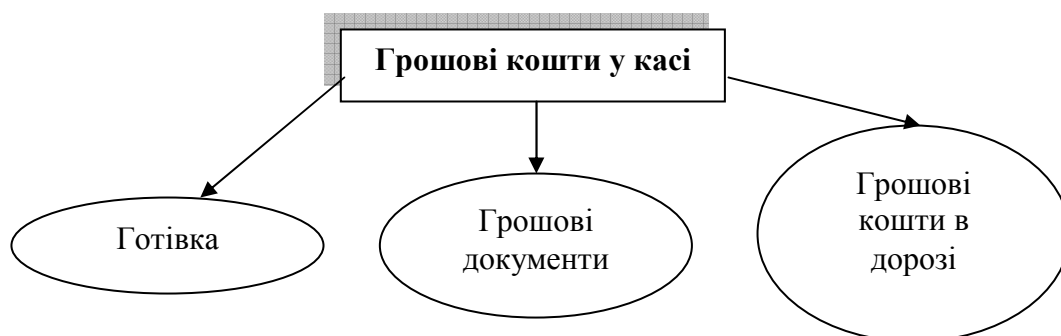 Грошові кошти у касі
Готівка
Грошові
документи
Грошові
кошти в
дорозі